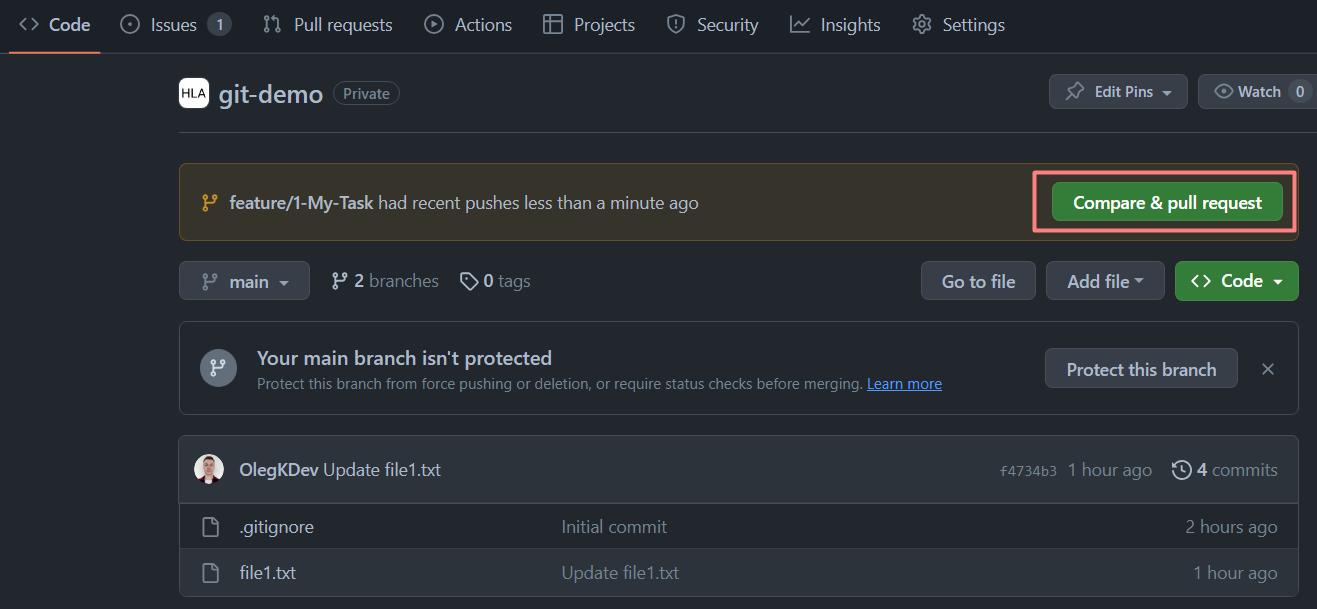 Code Issues 1 Pull requests Actions Projects Security Insights Settings
HLA git-demo Private Edit Pins Watch 0
feature/1-My-Task had recent pushes less than a minute ago Compare & pull request
main 2 branches 0 tags Go to file Add file Code
Your main branch isn't protected
Protect this branch from force pushing or deletion, or require status checks before merging. Learn more Protect this branch
OlegKDev Update file1.txt f4734b3 1 hour ago 4 commits
.gitignore Initial commit 2 hours ago
file1.txt Update file1.txt 1 hour ago